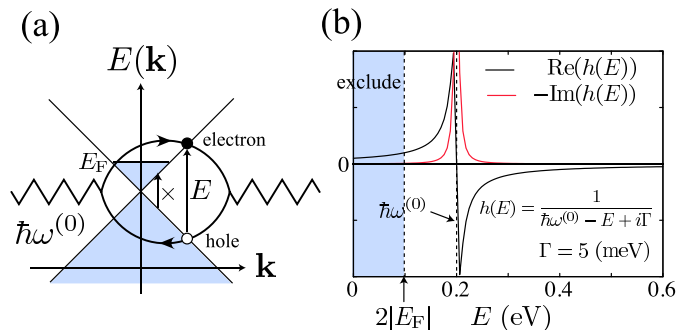 (a)
E(k)
electron
E_F
× E
ħω^(0)
hole
k
(b)
exclude
Re(h(E))
−Im(h(E))
0
ħω^(0)
h(E) = 1 / (ħω^(0) − E + iΓ)
Γ = 5 (meV)
0 0.2 0.4 0.6
2|E_F| E (eV)